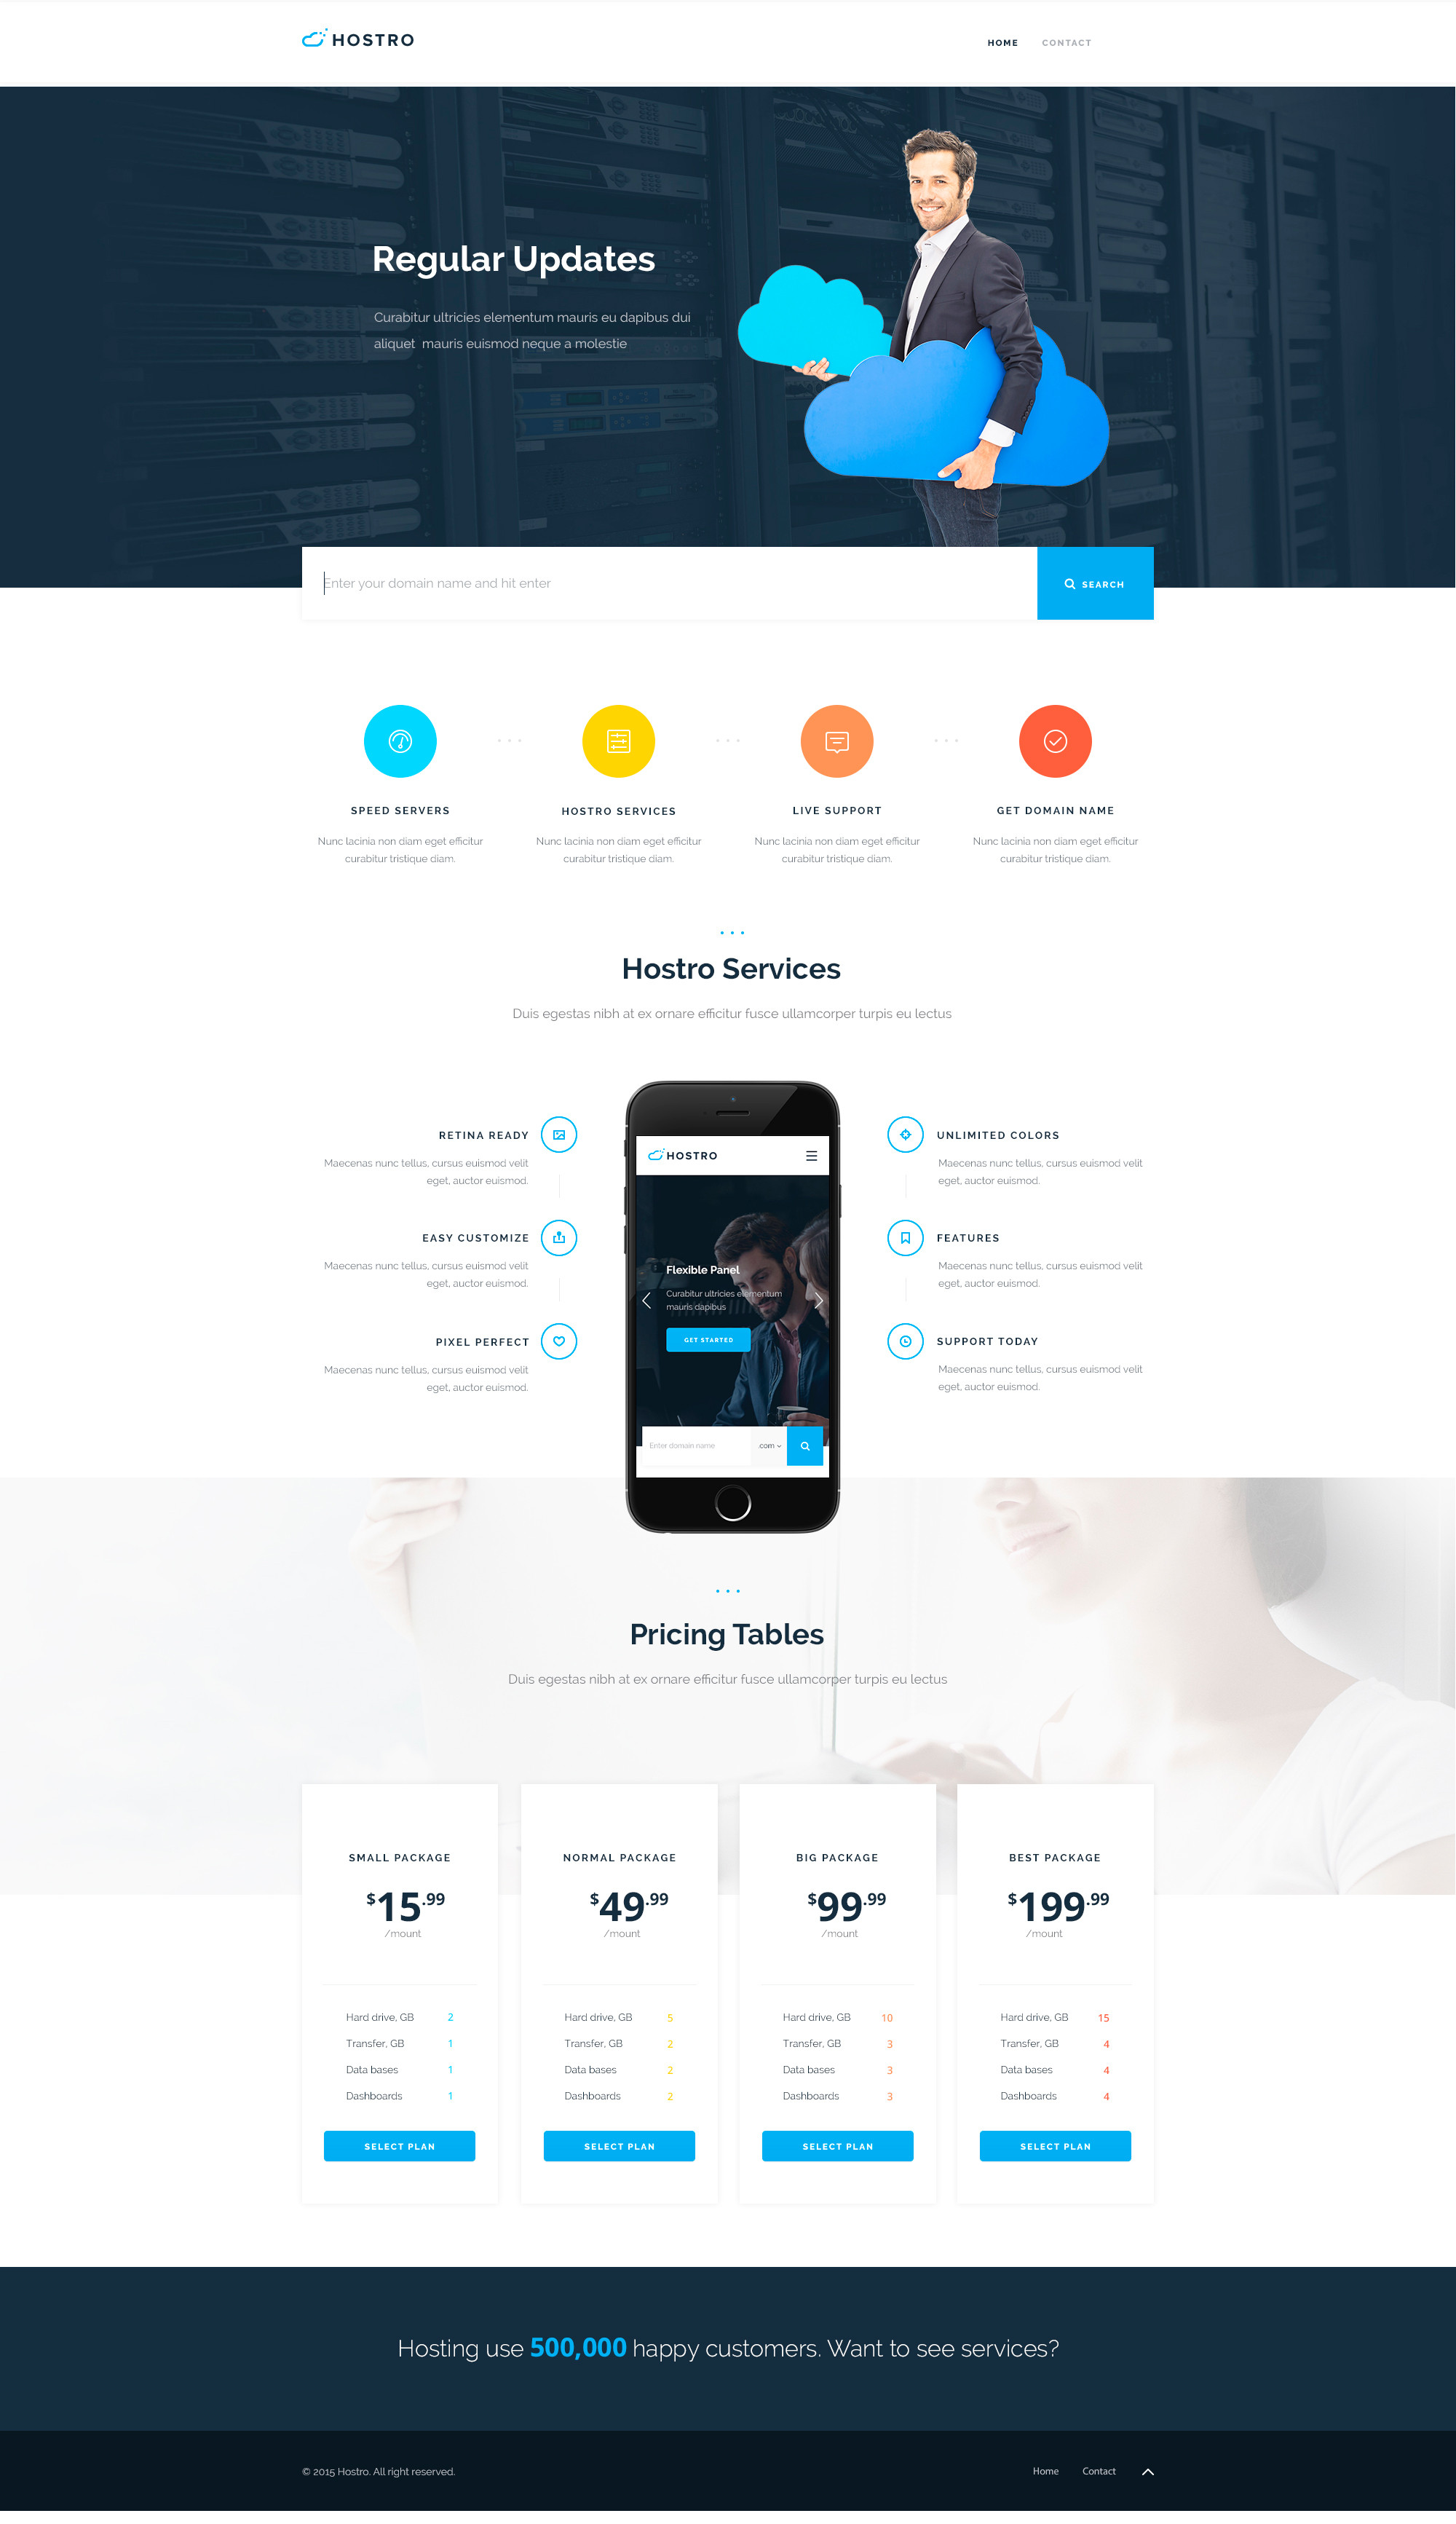 HOSTRO
HOME CONTACT
Regular Updates
Curabitur ultricies elementum mauris eu dapibus dui
aliquet mauris euismod neque a molestie
Enter your domain name and hit enter
SEARCH
SPEED SERVERS
Nunc lacinia non diam eget efficitur
curabitur tristique diam.
HOSTRO SERVICES
Nunc lacinia non diam eget efficitur
curabitur tristique diam.
LIVE SUPPORT
Nunc lacinia non diam eget efficitur
curabitur tristique diam.
GET DOMAIN NAME
Nunc lacinia non diam eget efficitur
curabitur tristique diam.
Hostro Services
Duis egestas nibh at ex ornare efficitur fusce ullamcorper turpis eu lectus
RETINA READY
Maecenas nunc tellus, cursus euismod velit
eget, auctor euismod.
EASY CUSTOMIZE
Maecenas nunc tellus, cursus euismod velit
eget, auctor euismod.
PIXEL PERFECT
Maecenas nunc tellus, cursus euismod velit
eget, auctor euismod.
HOSTRO
Flexible Panel
Curabitur ultricies elementum
mauris dapibus
GET STARTED
Enter domain name
.com
UNLIMITED COLORS
Maecenas nunc tellus, cursus euismod velit
eget, auctor euismod.
FEATURES
Maecenas nunc tellus, cursus euismod velit
eget, auctor euismod.
SUPPORT TODAY
Maecenas nunc tellus, cursus euismod velit
eget, auctor euismod.
Pricing Tables
Duis egestas nibh at ex ornare efficitur fusce ullamcorper turpis eu lectus
SMALL PACKAGE
$15.99
/mount
Hard drive, GB 2
Transfer, GB 1
Data bases 1
Dashboards 1
SELECT PLAN
NORMAL PACKAGE
$49.99
/mount
Hard drive, GB 5
Transfer, GB 2
Data bases 2
Dashboards 2
SELECT PLAN
BIG PACKAGE
$99.99
/mount
Hard drive, GB 10
Transfer, GB 3
Data bases 3
Dashboards 3
SELECT PLAN
BEST PACKAGE
$199.99
/mount
Hard drive, GB 15
Transfer, GB 4
Data bases 4
Dashboards 4
SELECT PLAN
Hosting use 500,000 happy customers. Want to see services?
© 2015 Hostro. All right reserved.
Home Contact